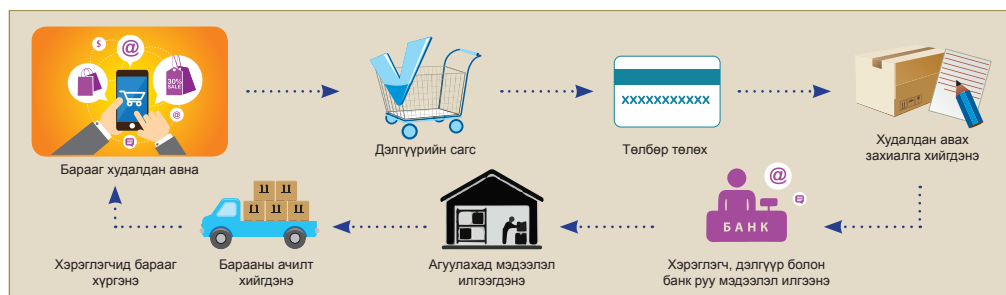 $
@
30%
SALE
@
Барааг худалдан авна
Дэлгүүрийн сагс
XXXXXXXXXXX
Төлбөр төлөх
Худалдан авах
захиалга хийгдэнэ
@
БАНК
Хэрэглэгч, дэлгүүр болон
банк руу мэдээлэл илгээнэ
Агуулахад мэдээлэл
илгээгдэнэ
Барааны ачилт
хийгдэнэ
Хэрэглэгчид барааг
хүргэнэ